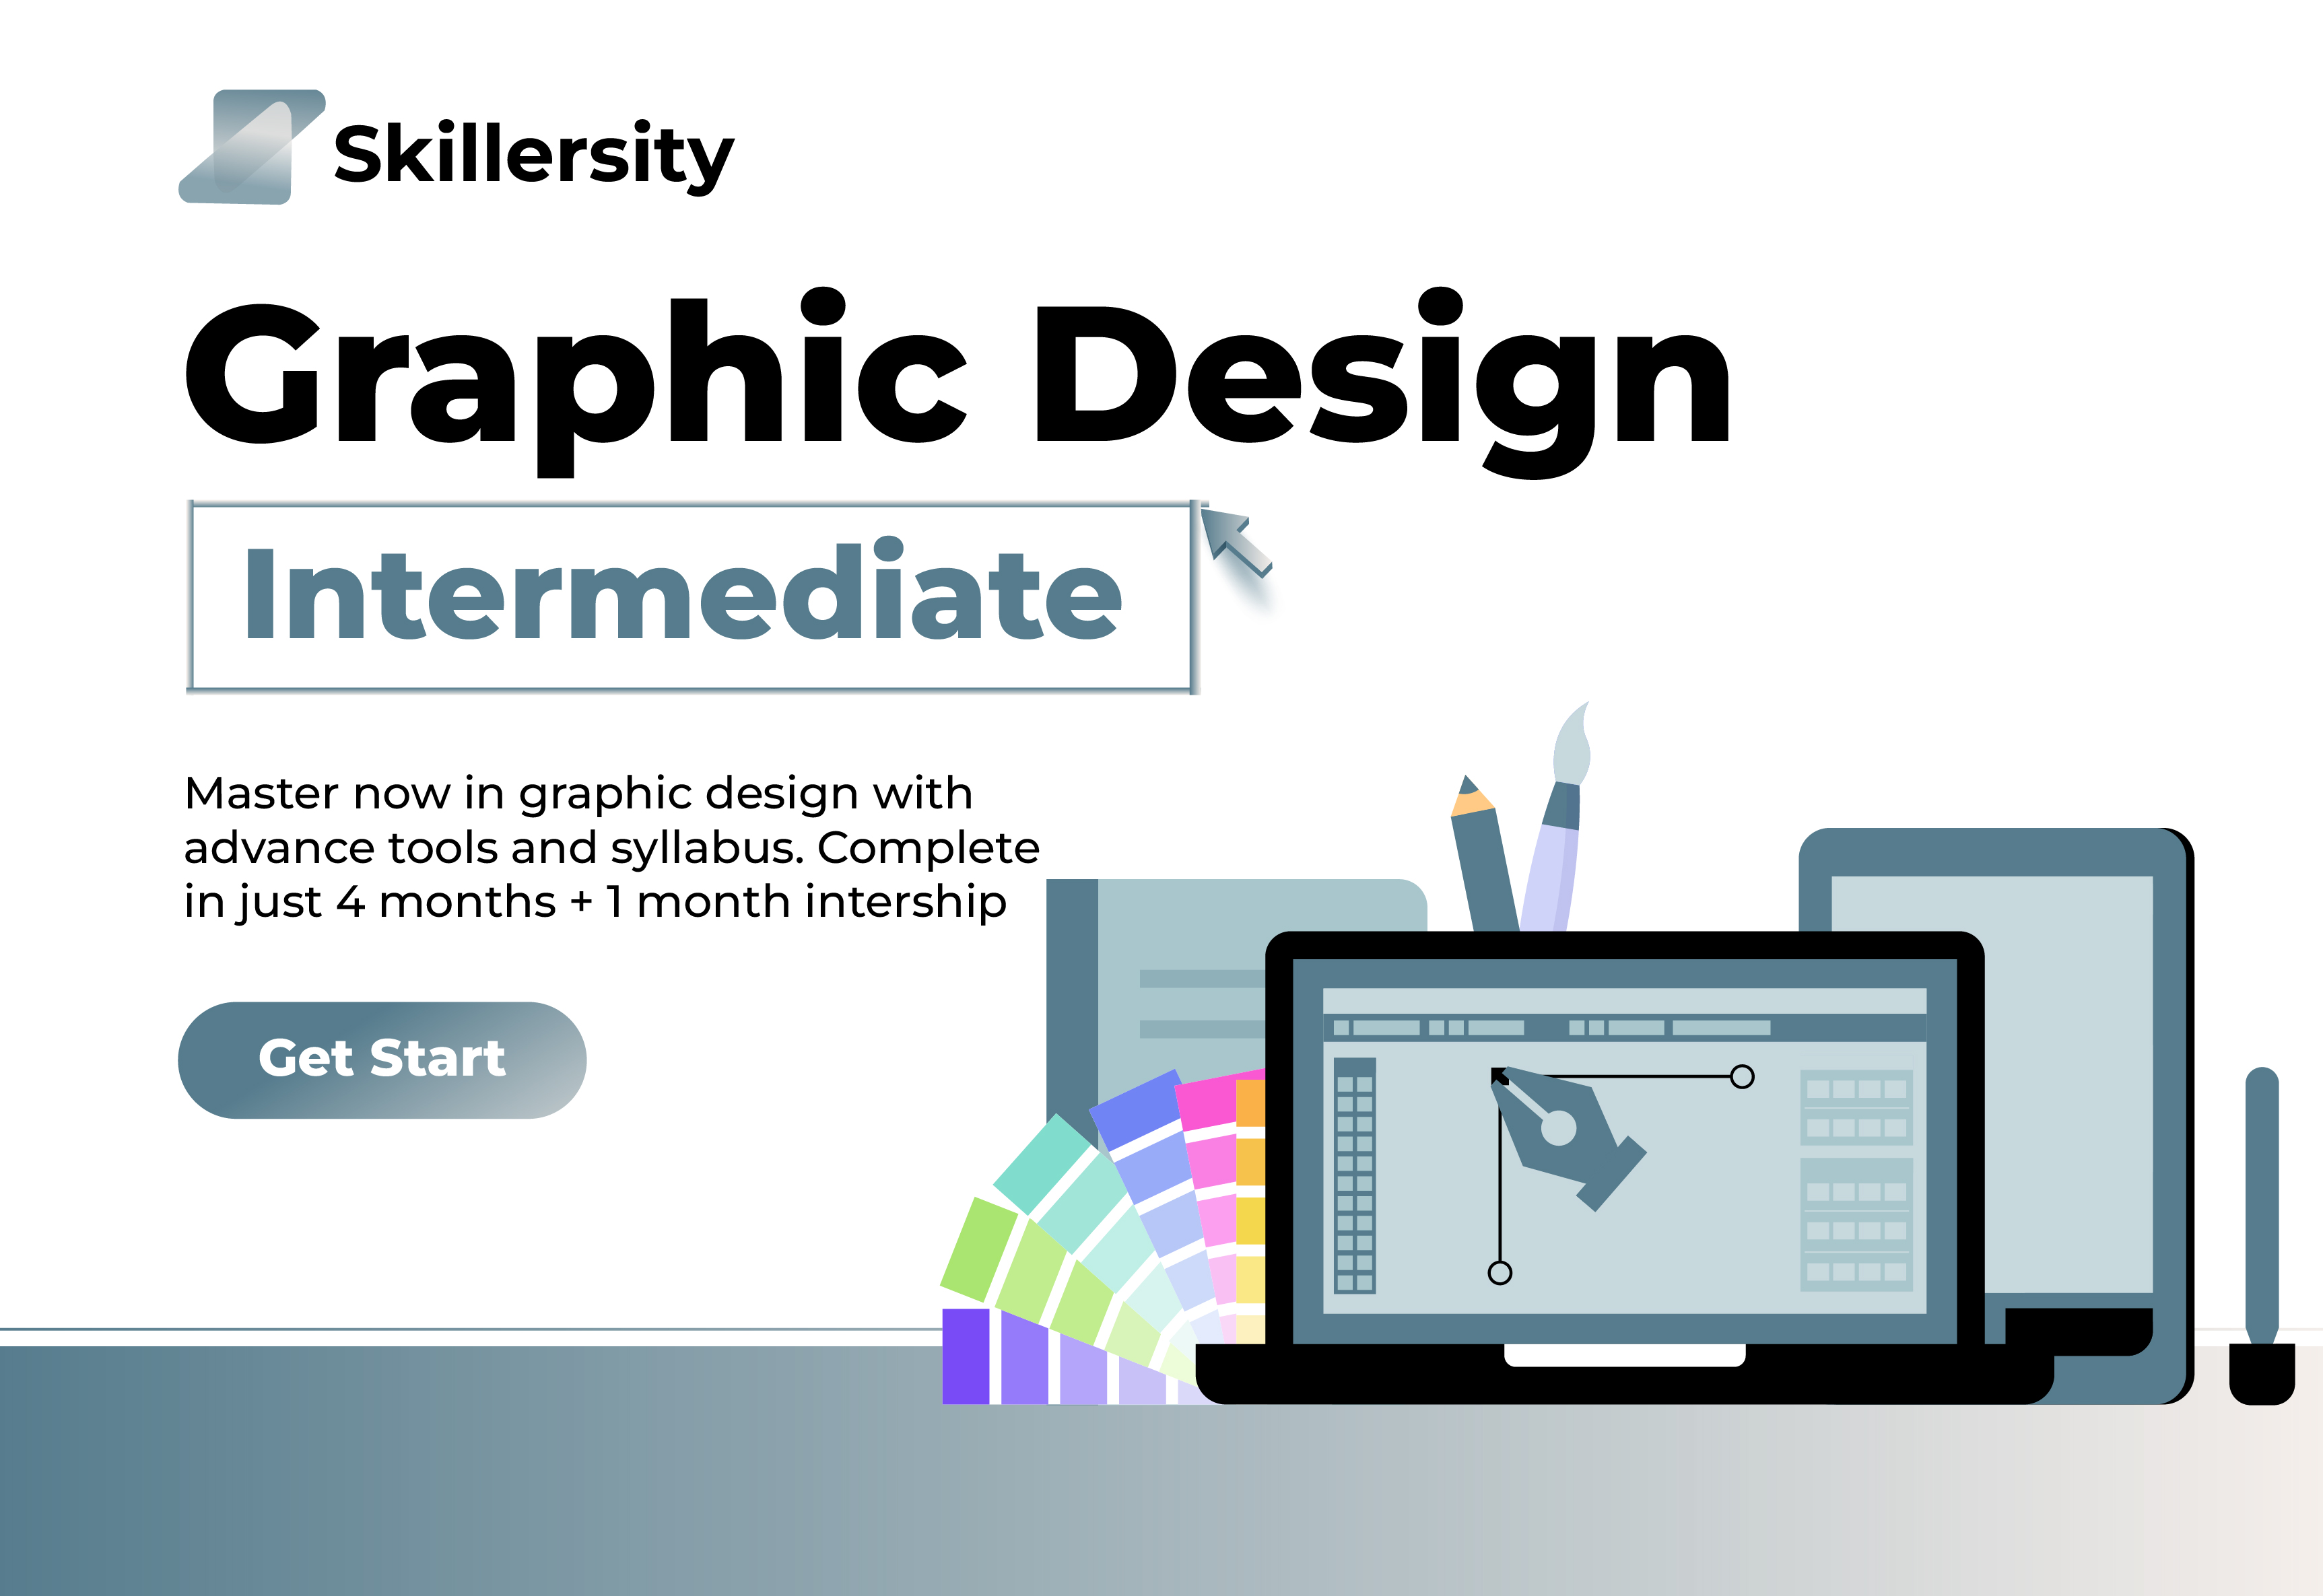 Skillersity
Graphic Design
Intermediate
Master now in graphic design with
advance tools and syllabus. Complete
in just 4 months + 1 month intership
Get Start